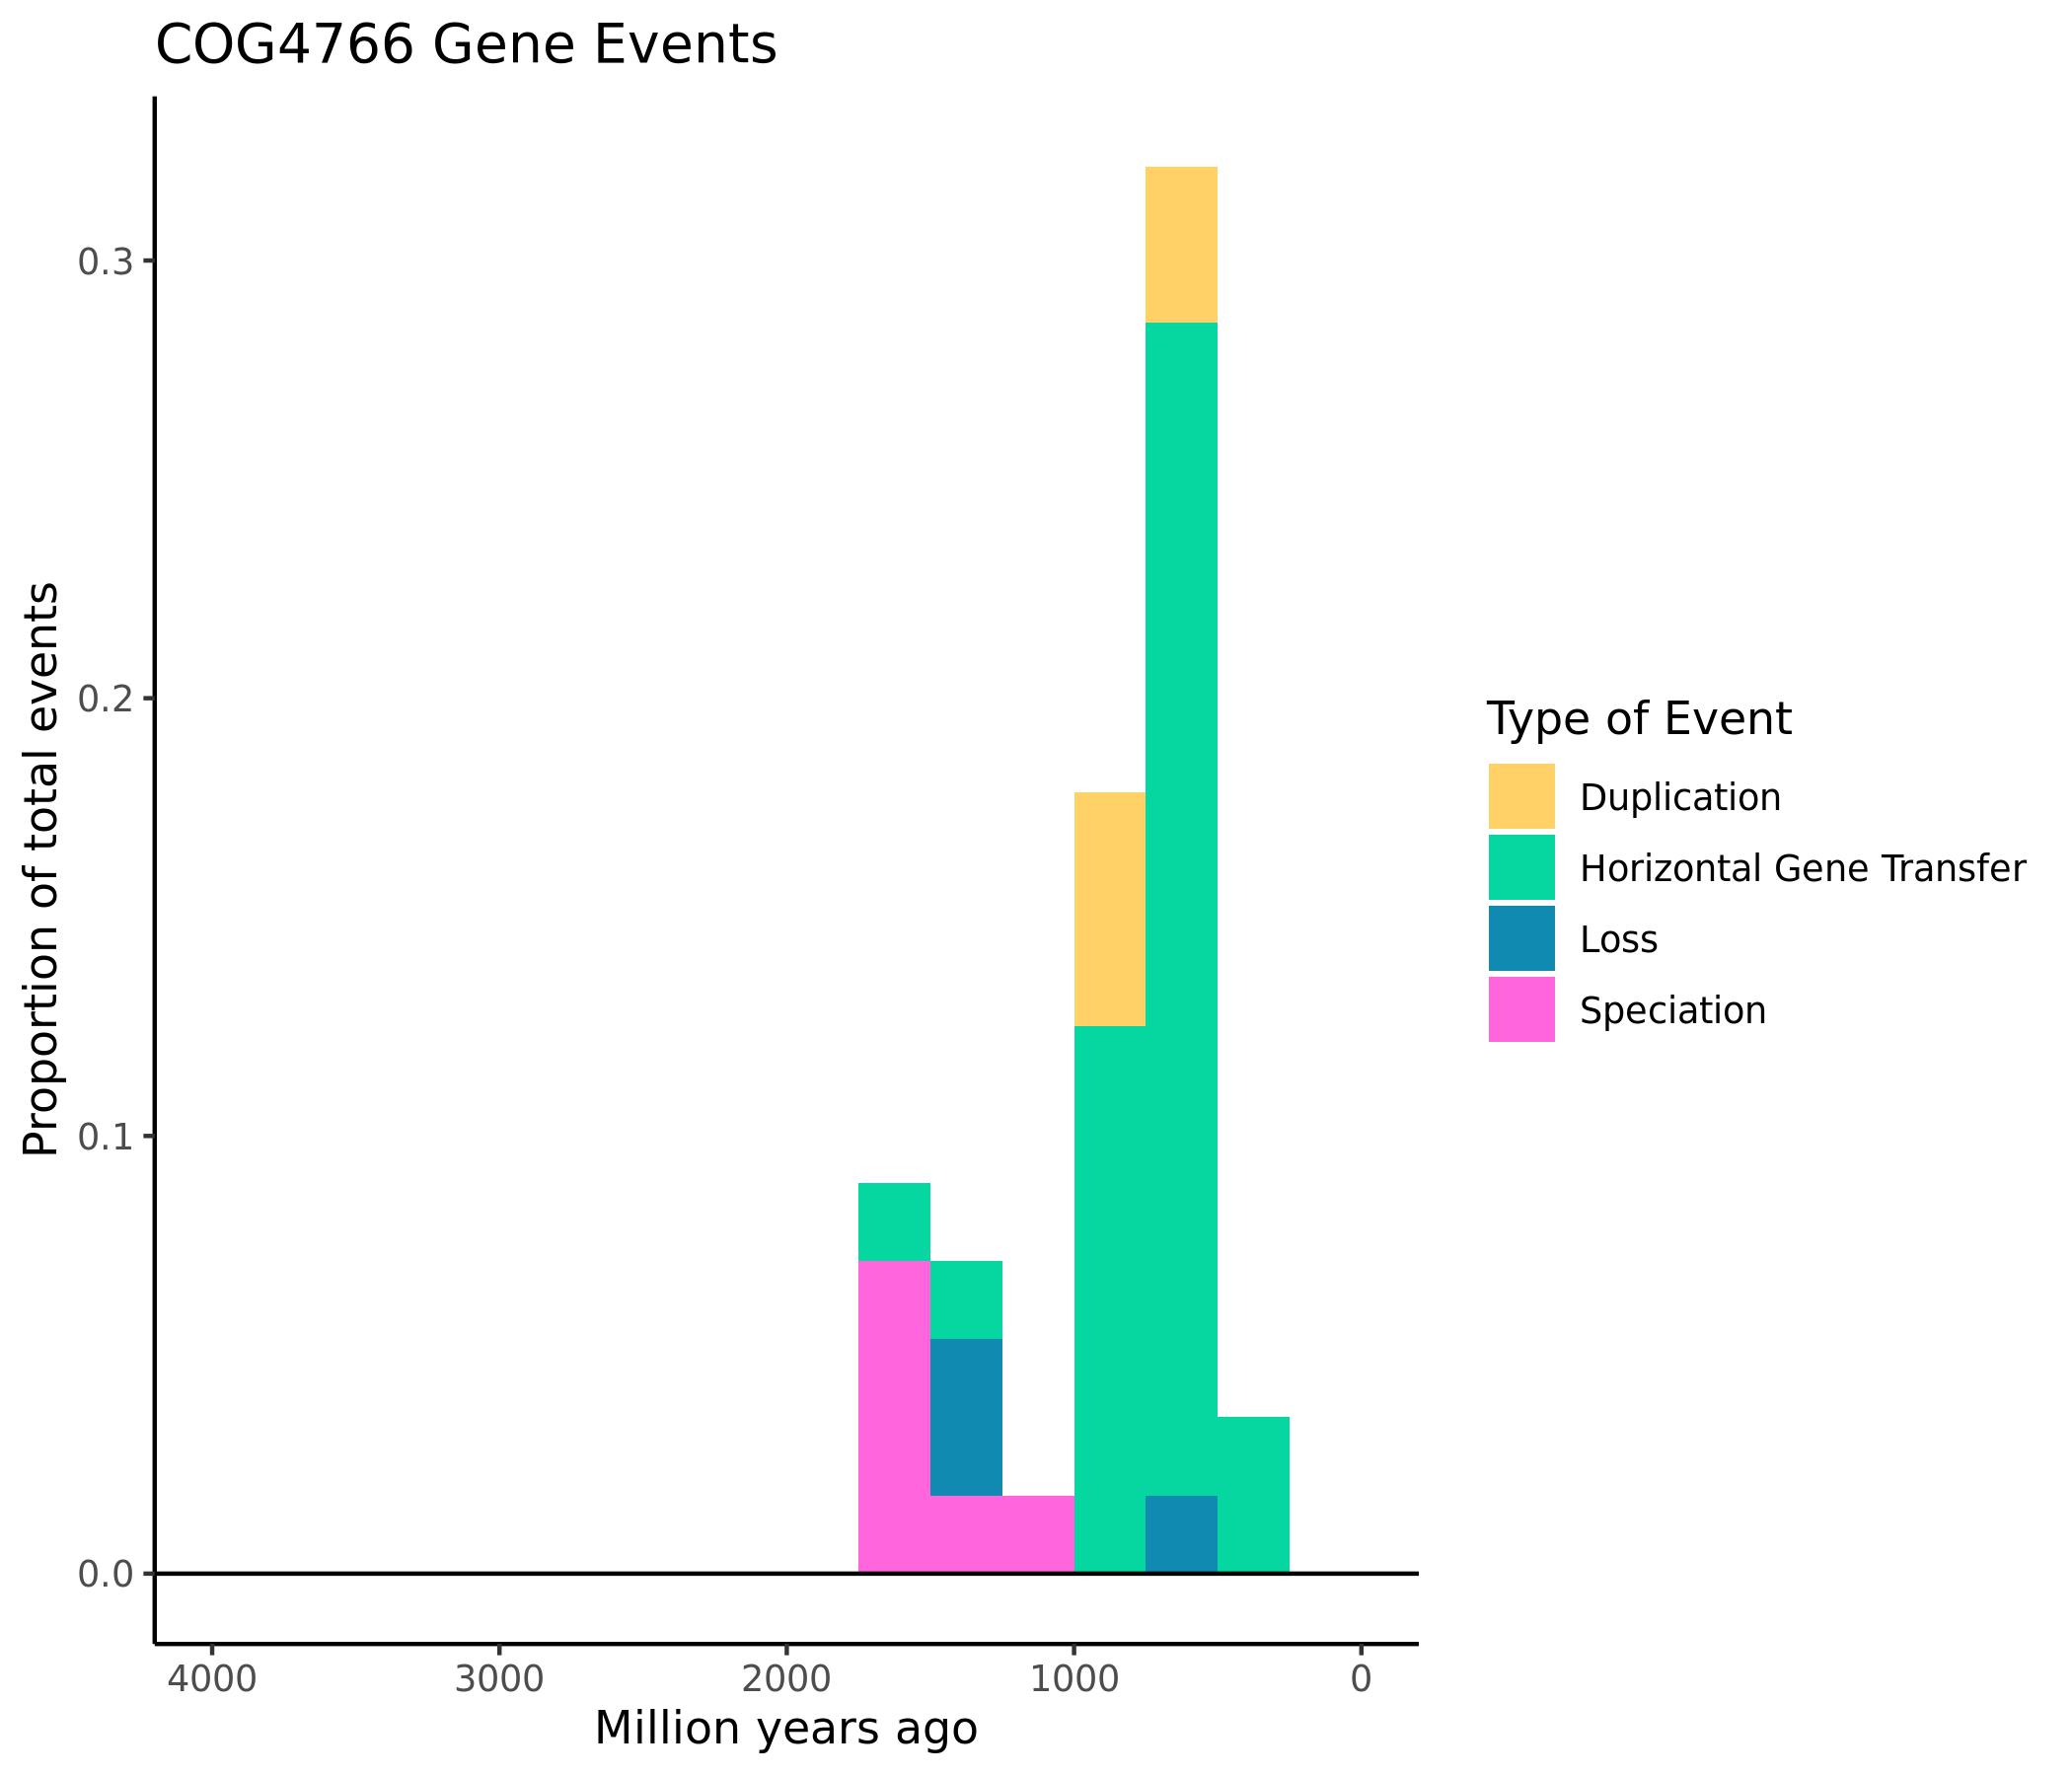 COG4766 Gene Events
Proportion of total events
0.3
0.2
0.1
0.0
4000 3000 2000 1000 0
Million years ago
Type of Event
Duplication
Horizontal Gene Transfer
Loss
Speciation